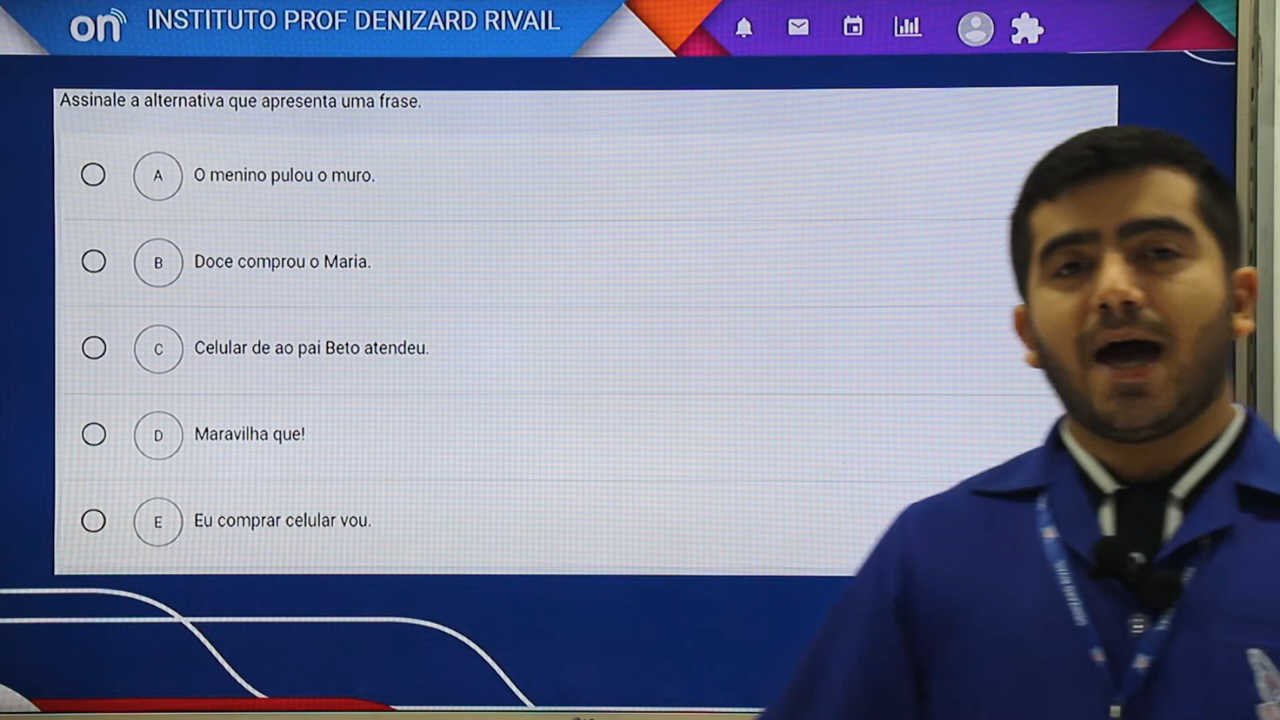 on
INSTITUTO PROF DENIZARD RIVAIL
Assinale a alternativa que apresenta uma frase.
A O menino pulou o muro.
B Doce comprou o Maria.
C Celular de ao pai Beto atendeu.
D Maravilha que!
E Eu comprar celular vou.